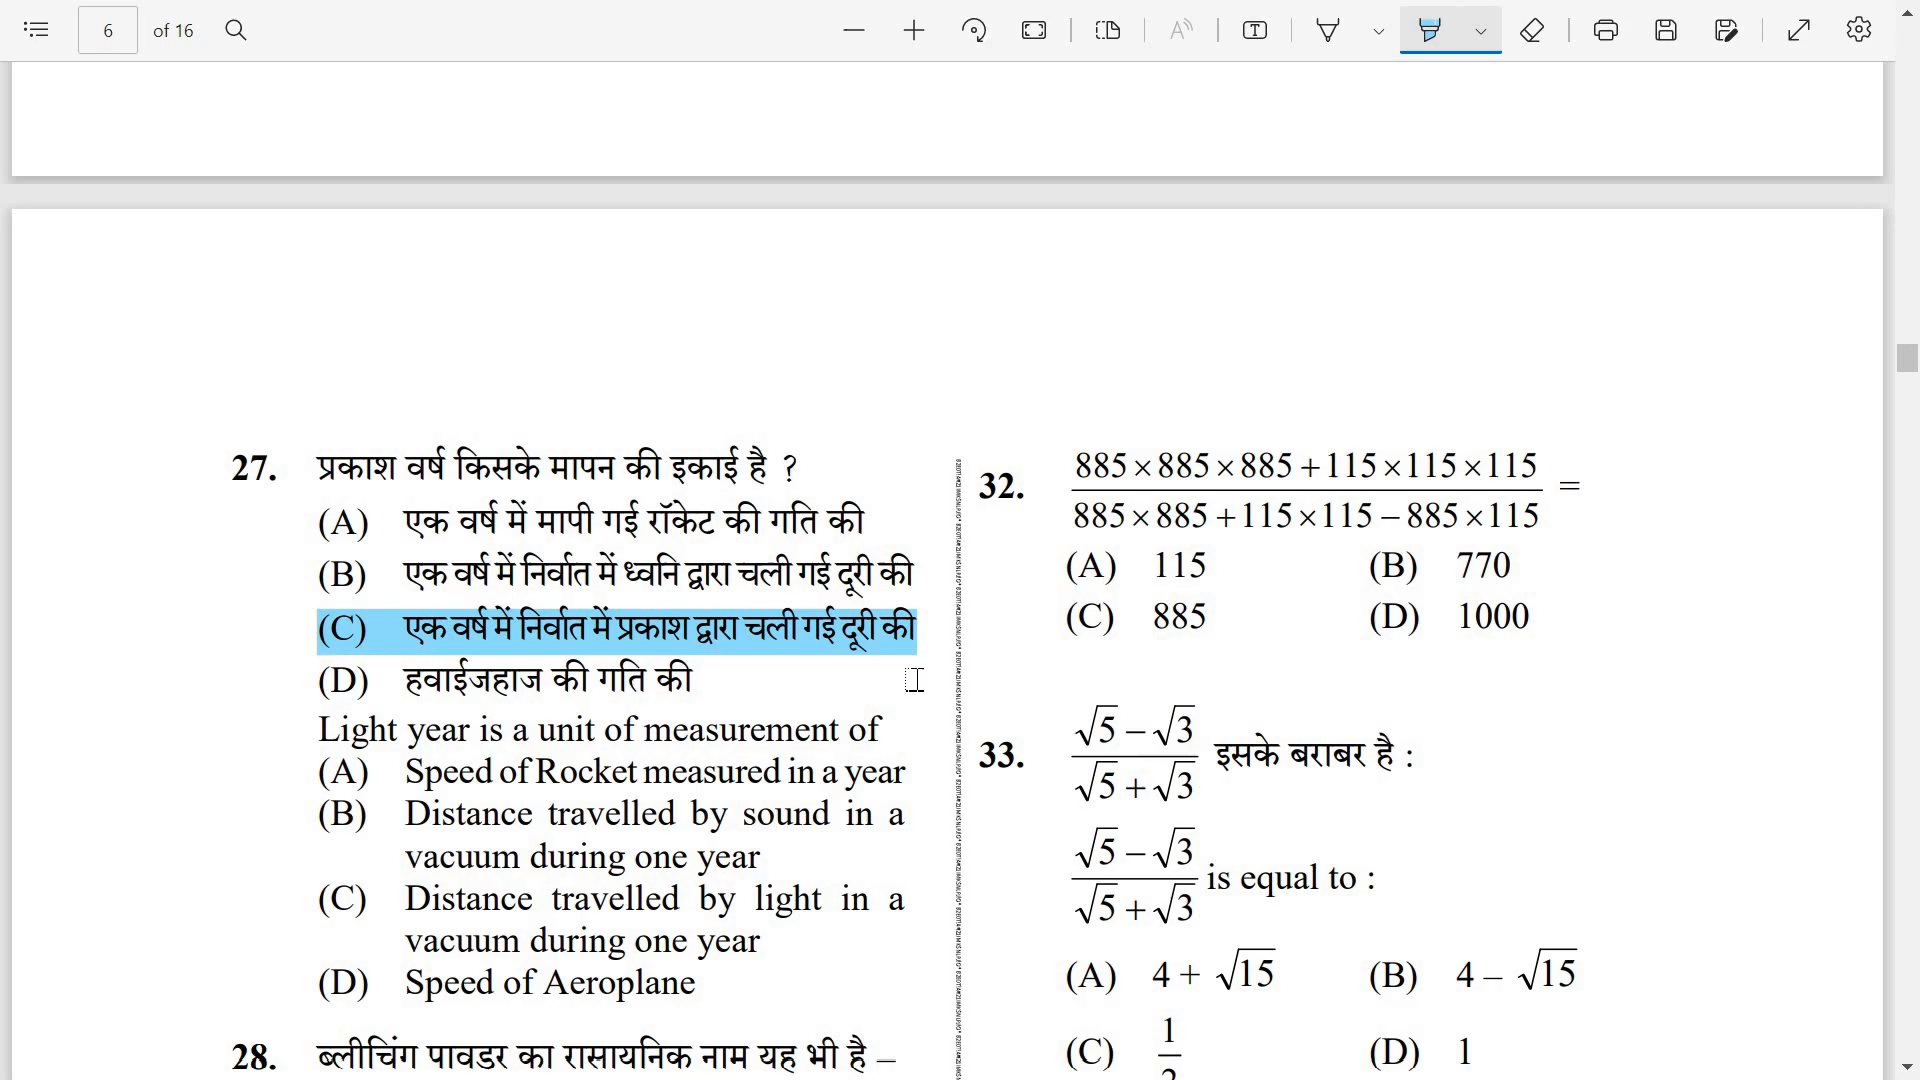 6 of 16
27. प्रकाश वर्ष किसके मापन की इकाई है ?
(A) एक वर्ष में मापी गई रॉकेट की गति की
(B) एक वर्ष में निर्वात में ध्वनि द्वारा चली गई दूरी की
(C) एक वर्ष में निर्वात में प्रकाश द्वारा चली गई दूरी की
(D) हवाईजहाज की गति की
Light year is a unit of measurement of
(A) Speed of Rocket measured in a year
(B) Distance travelled by sound in a
vacuum during one year
(C) Distance travelled by light in a
vacuum during one year
(D) Speed of Aeroplane
28. ब्लीचिंग पावडर का रासायनिक नाम यह भी है –
32. 885×885×885+115×115×115
885×885+115×115−885×115 =
(A) 115 (B) 770
(C) 885 (D) 1000
33. √5−√3
√5+√3 इसके बराबर है :
√5−√3
√5+√3 is equal to :
(A) 4+ √15 (B) 4− √15
(C) 1 (D) 1